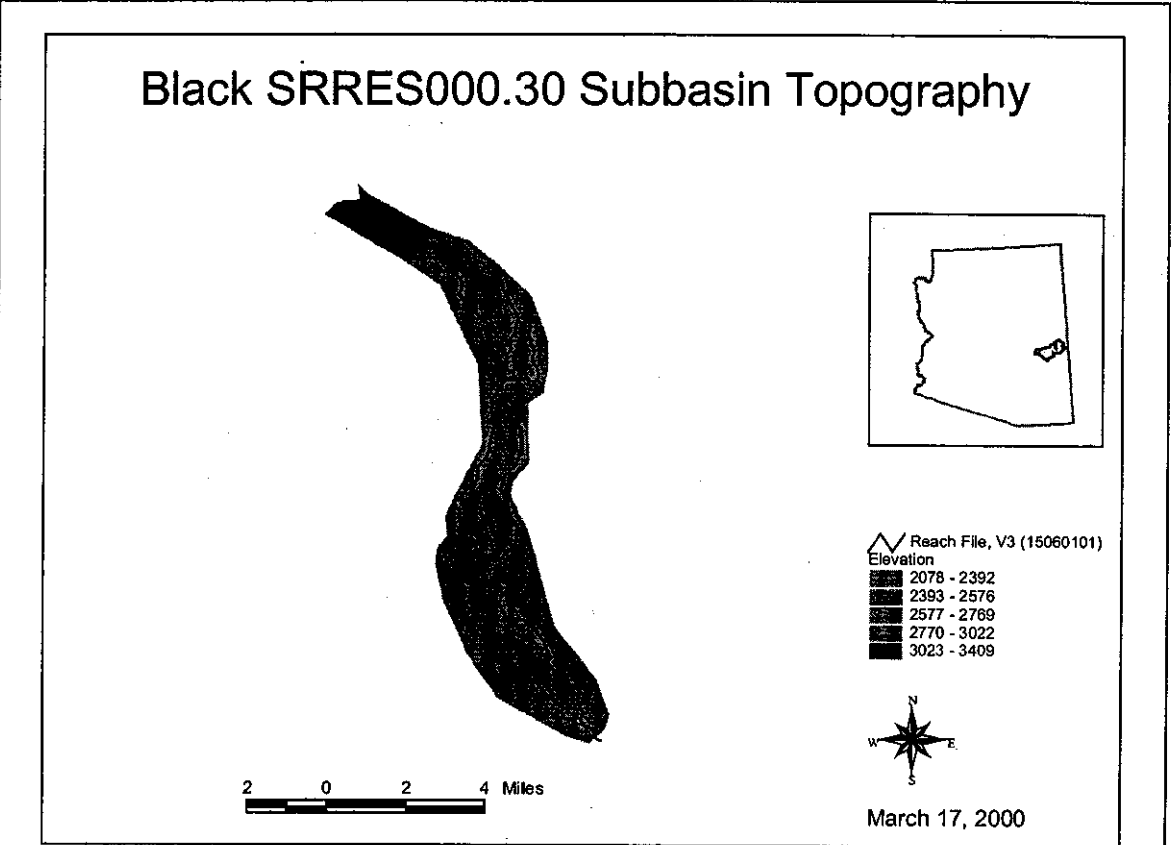 Black SRRES000.30 Subbasin Topography
Reach File, V3 (15060101)
Elevation
2078 - 2392
2393 - 2576
2577 - 2769
2770 - 3022
3023 - 3409
N
W E
S
2 0 2 4 Miles
March 17, 2000